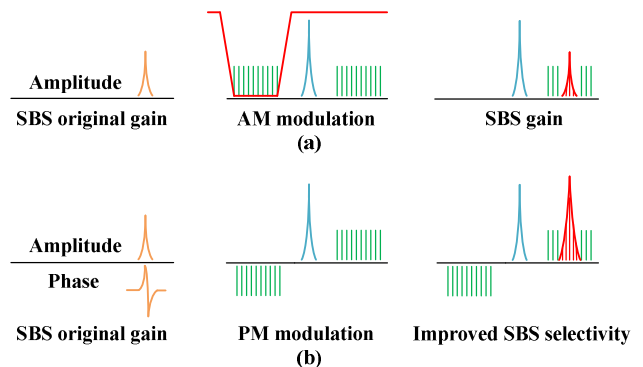 Amplitude
SBS original gain
AM modulation
SBS gain
(a)
Amplitude
Phase
SBS original gain
PM modulation
Improved SBS selectivity
(b)